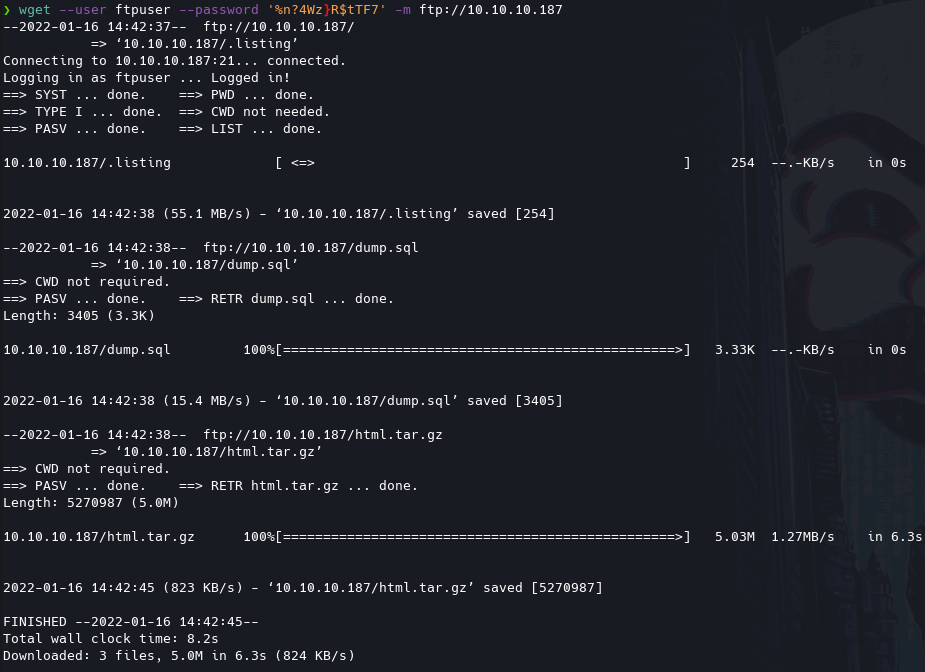 ❯ wget --user ftpuser --password '%n?4Wz}R$tTF7' -m ftp://10.10.10.187
--2022-01-16 14:42:37--  ftp://10.10.10.187/
           => ‘10.10.10.187/.listing’
Connecting to 10.10.10.187:21... connected.
Logging in as ftpuser ... Logged in!
==> SYST ... done.    ==> PWD ... done.
==> TYPE I ... done.  ==> CWD not needed.
==> PASV ... done.    ==> LIST ... done.
10.10.10.187/.listing             [ <=>                                              ]     254  --.-KB/s    in 0s
2022-01-16 14:42:38 (55.1 MB/s) - ‘10.10.10.187/.listing’ saved [254]
--2022-01-16 14:42:38--  ftp://10.10.10.187/dump.sql
           => ‘10.10.10.187/dump.sql’
==> CWD not required.
==> PASV ... done.    ==> RETR dump.sql ... done.
Length: 3405 (3.3K)
10.10.10.187/dump.sql         100%[=================================================>]   3.33K  --.-KB/s    in 0s
2022-01-16 14:42:38 (15.4 MB/s) - ‘10.10.10.187/dump.sql’ saved [3405]
--2022-01-16 14:42:38--  ftp://10.10.10.187/html.tar.gz
           => ‘10.10.10.187/html.tar.gz’
==> CWD not required.
==> PASV ... done.    ==> RETR html.tar.gz ... done.
Length: 5270987 (5.0M)
10.10.10.187/html.tar.gz      100%[=================================================>]   5.03M  1.27MB/s    in 6.3s
2022-01-16 14:42:45 (823 KB/s) - ‘10.10.10.187/html.tar.gz’ saved [5270987]
FINISHED --2022-01-16 14:42:45--
Total wall clock time: 8.2s
Downloaded: 3 files, 5.0M in 6.3s (824 KB/s)